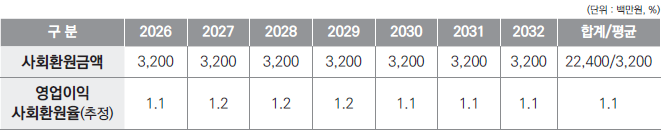 (단위 : 백만원, %)
구 분 2026 2027 2028 2029 2030 2031 2032 합계/평균
사회환원금액 3,200 3,200 3,200 3,200 3,200 3,200 3,200 22,400/3,200
영업이익
사회환원율(추정) 1.1 1.2 1.2 1.2 1.1 1.1 1.1 1.1